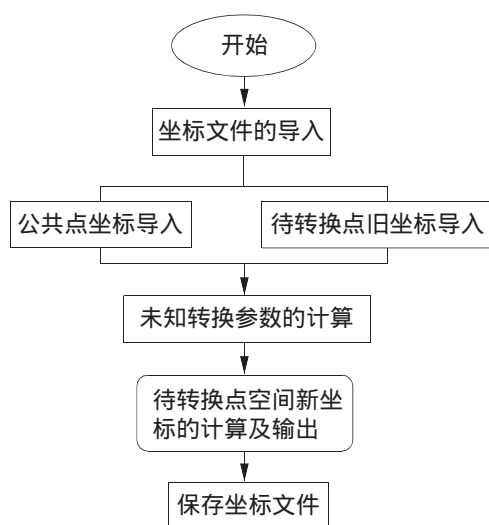 开始
坐标文件的导入
公共点坐标导入
待转换点旧坐标导入
未知转换参数的计算
待转换点空间新坐
标的计算及输出
保存坐标文件